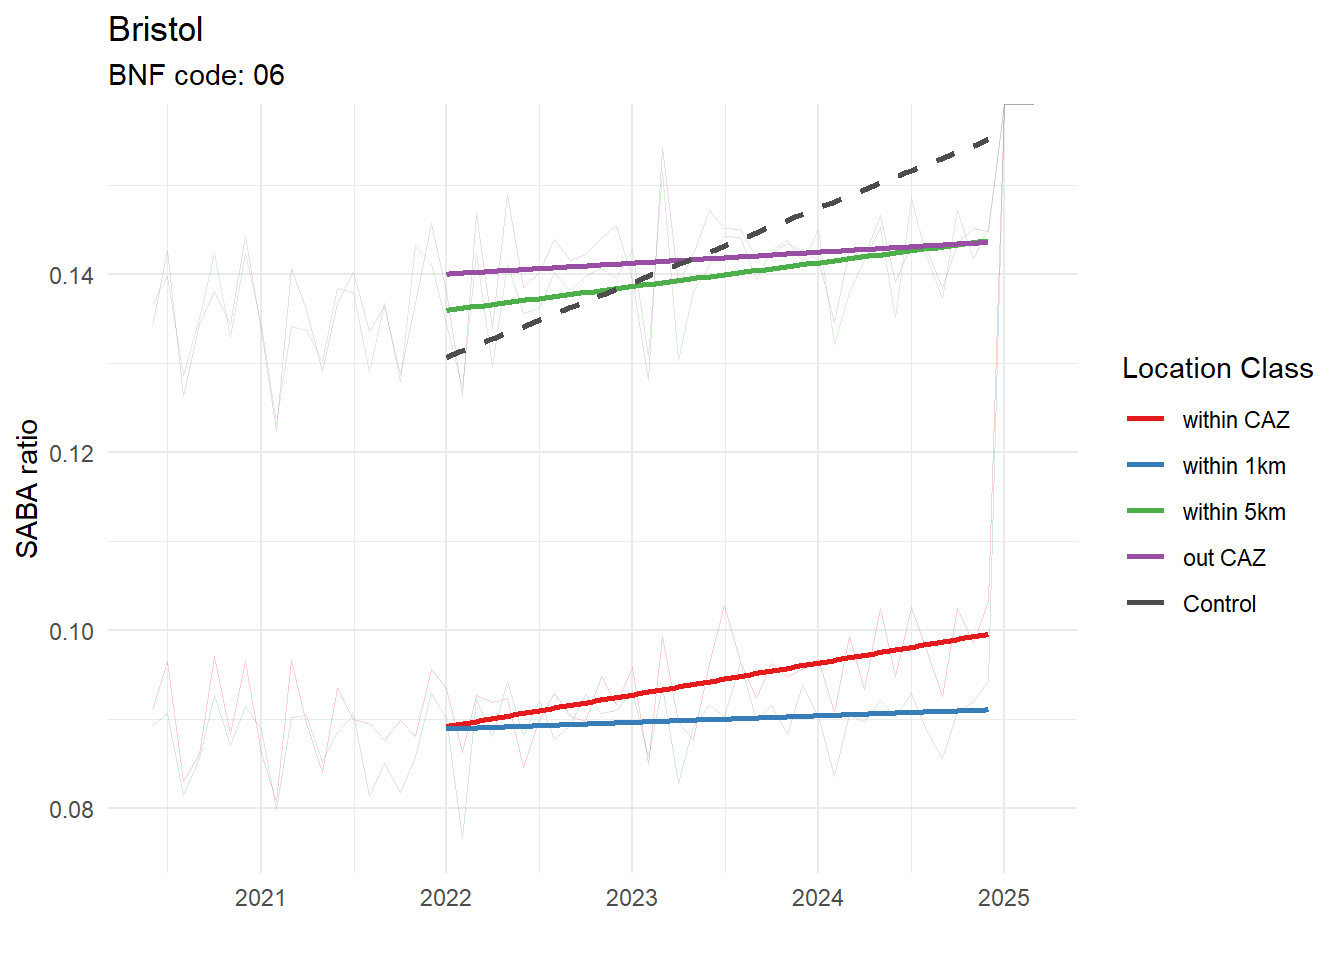 Bristol
BNF code: 06
SABA ratio
0.14
0.12
0.10
0.08
2021
2022
2023
2024
2025
Location Class
within CAZ
within 1km
within 5km
out CAZ
Control